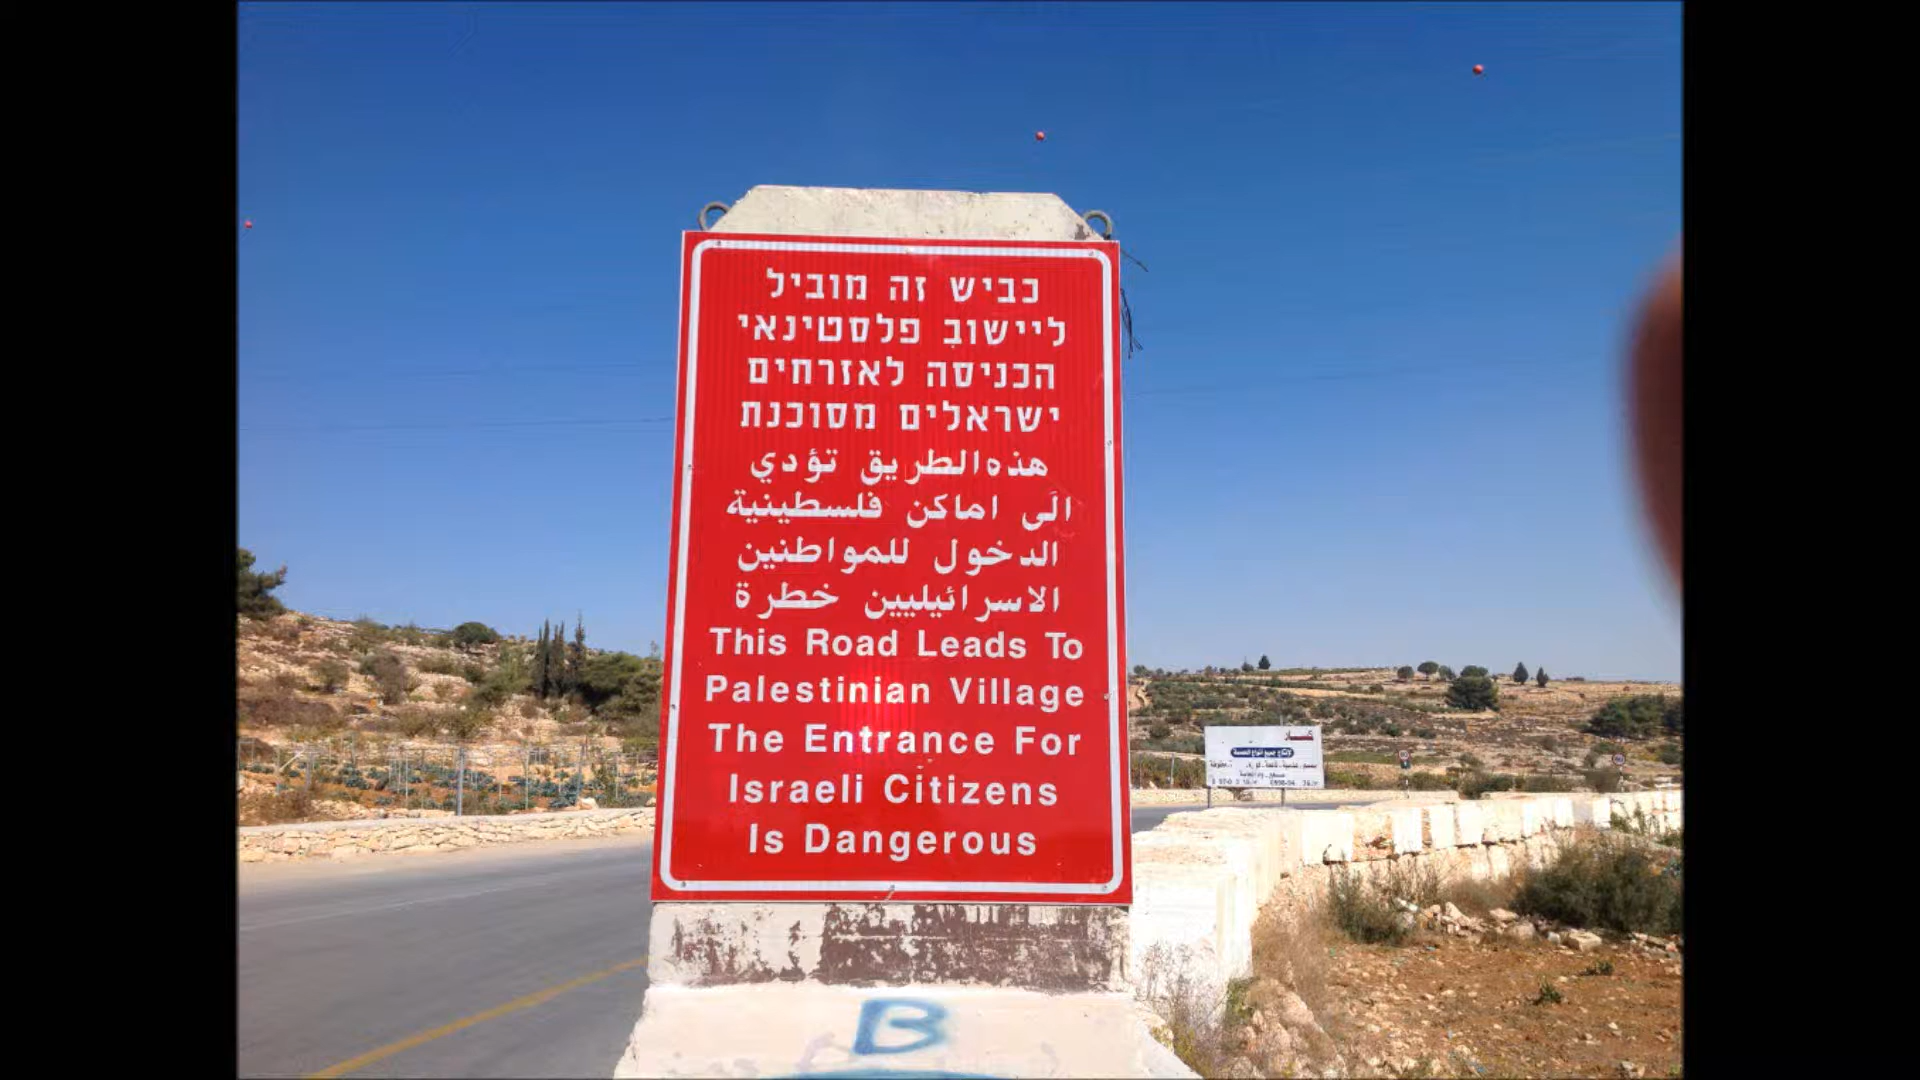 כביש זה מוביל
ליישוב פלסטינאי
הכניסה לאזרחים
ישראלים מסוכנת
هذه الطريق تؤدي
الى اماكن فلسطينية
الدخول للمواطنين
الاسرائيليين خطرة
This Road Leads To
Palestinian Village
The Entrance For
Israeli Citizens
Is Dangerous
B